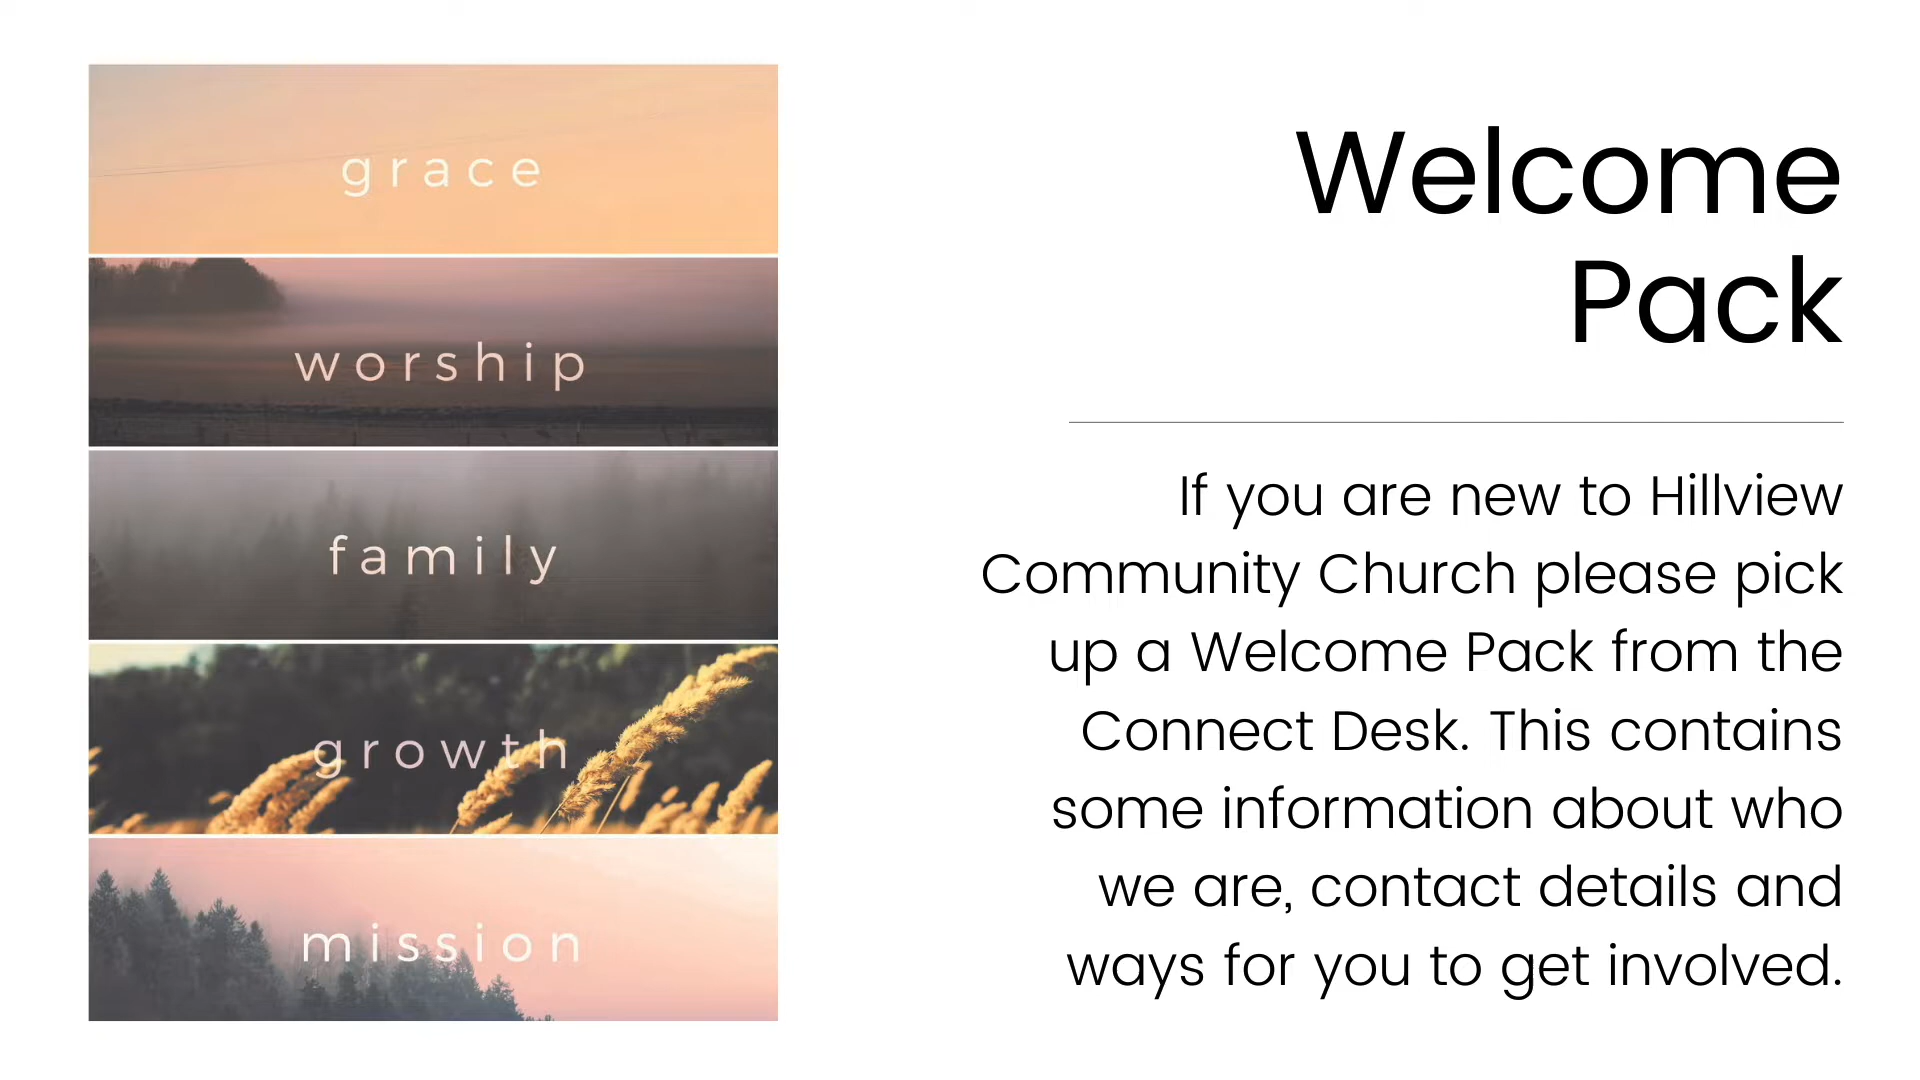 grace
worship
family
growth
mission
Welcome
Pack
If you are new to Hillview
Community Church please pick
up a Welcome Pack from the
Connect Desk. This contains
some information about who
we are, contact details and
ways for you to get involved.